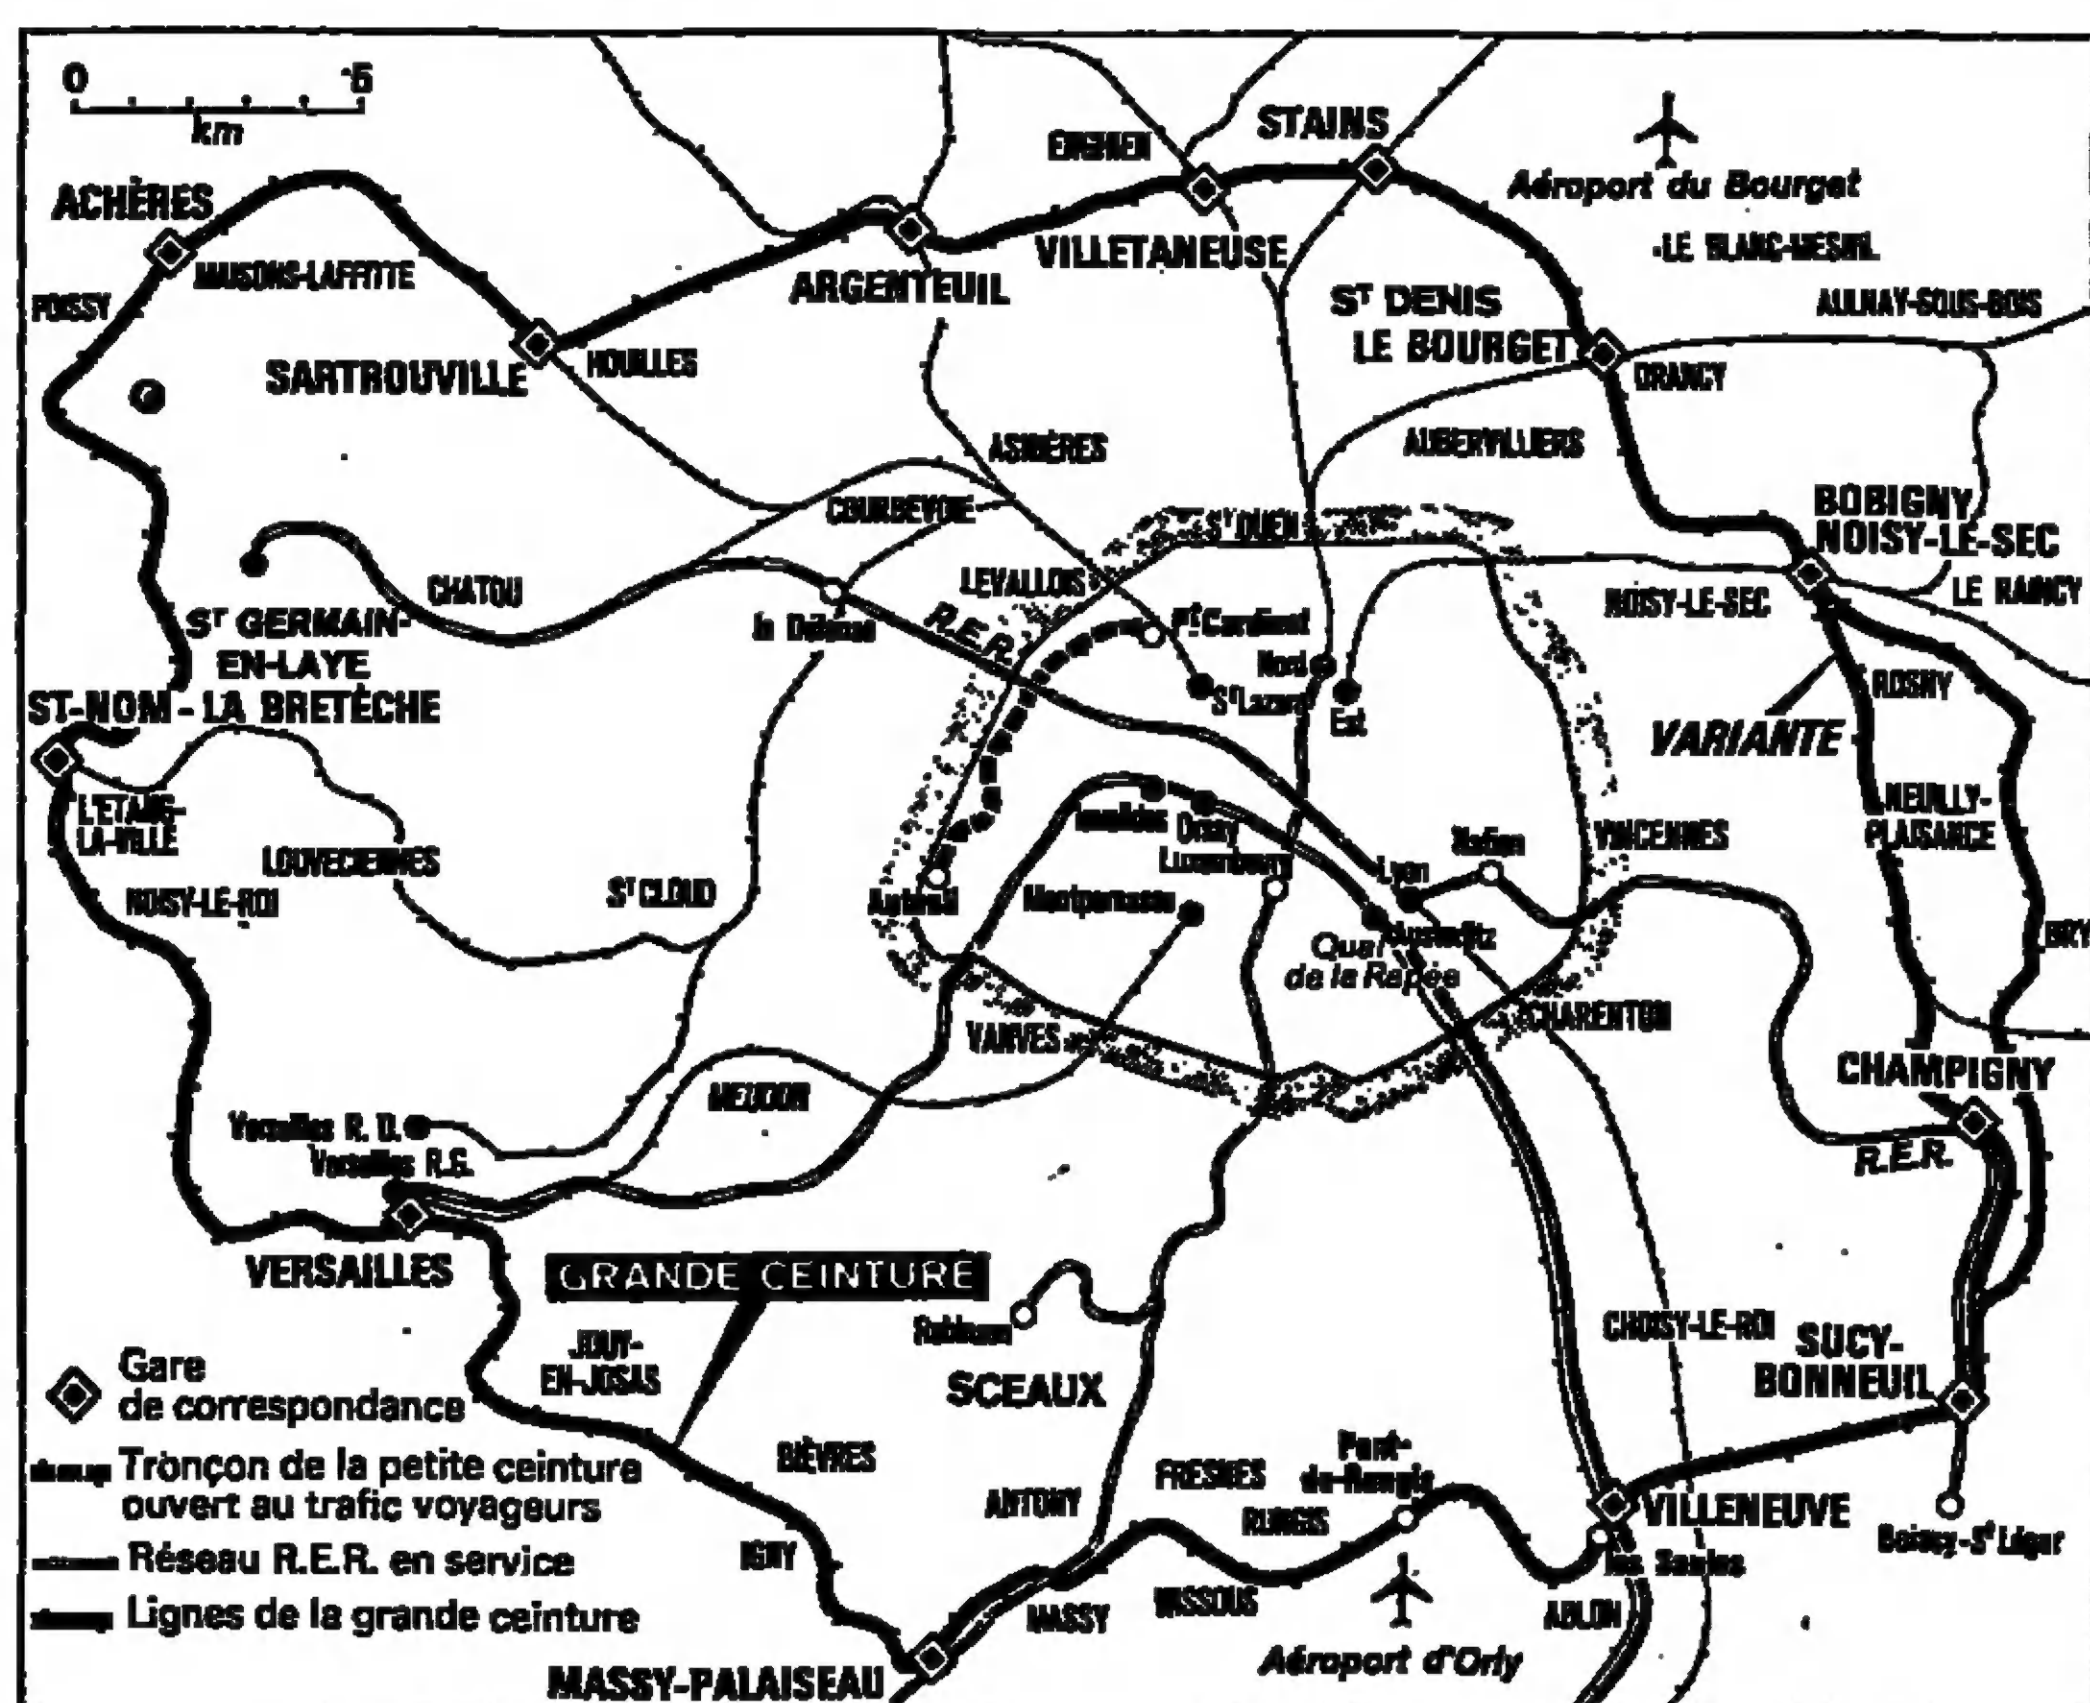 0 5
km
STAINS
ENGHIEN
Aéroport du Bourget
ACHÈRES
VILLETANEUSE
LE BLANC-MESNIL
MAISONS-LAFFITTE
POISSY
ARGENTEUIL
ST DENIS
AULNAY-SOUS-BOIS
LE BOURGET
SARTROUVILLE
HOUILLES
DRANCY
ASNIÈRES
AUBERVILLIERS
COURBEVOIE
ST OUEN
BOBIGNY
NOISY-LE-SEC
CHATOU
LEVALLOIS
NOISY-LE-SEC
LE RAINCY
ST GERMAIN-
EN-LAYE
la Défense
R.E.R.
Pt Cardinet
Nord
ST-NOM-LA BRETÈCHE
St Lazare
Est
ROSNY
VARIANTE
L'ETANG-
LA-VILLE
LOUVECIENNES
NOISY-LE-ROI
ST CLOUD
Auteuil
Invalides
Orsay
Luxembourg
Montparnasse
Lyon
Nation
VINCENNES
NEUILLY-
PLAISANCE
BRY
Austerlitz
Quai
de la Rapée
VANVES
CHARENTON
MEUDON
CHAMPIGNY
Versailles R. D.
Versailles R.G.
R.E.R.
VERSAILLES
GRANDE CEINTURE
JOUY-
EN-JOSAS
Robinson
SCEAUX
CHOISY-LE-ROI
SUCY-
BONNEUIL
Gare
de correspondance
BIÈVRES
ANTONY
FRESNES
Pont-
de-Rungis
RUNGIS
VILLENEUVE
Boissy-St Léger
Tronçon de la petite ceinture
ouvert au trafic voyageurs
IGNY
les Saules
Réseau R.E.R. en service
MASSY
WISSOUS
ABLON
Lignes de la grande ceinture
Aéroport d'Orly
MASSY-PALAISEAU